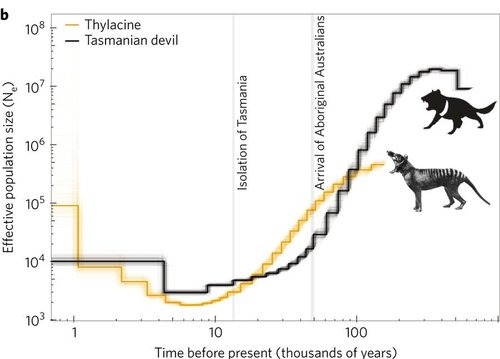 b
Thylacine
Tasmanian devil
Effective population size (Ne)
10⁸
10⁷
10⁶
10⁵
10⁴
10³
Isolation of Tasmania
Arrival of Aboriginal Australians
1
10
100
Time before present (thousands of years)